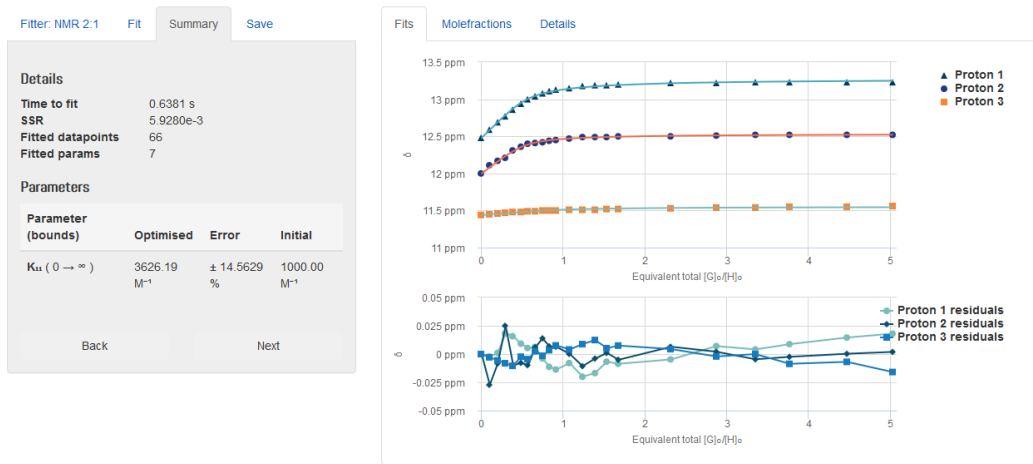 Fitter: NMR 2:1 Fit Summary Save
Details
Time to fit 0.6381 s
SSR 5.9280e-3
Fitted datapoints 66
Fitted params 7
Parameters
Parameter
(bounds) Optimised Error Initial
K₁₁ ( 0 → ∞ ) 3626.19 ± 14.5629 1000.00
M⁻¹ % M⁻¹
Back Next
Fits Molefractions Details
13.5 ppm
13 ppm
12.5 ppm
12 ppm
11.5 ppm
11 ppm
δ
0 1 2 3 4 5
Equivalent total [G]₀/[H]₀
Proton 1
Proton 2
Proton 3
0.05 ppm
0.025 ppm
0 ppm
-0.025 ppm
-0.05 ppm
δ
0 1 2 3 4 5
Equivalent total [G]₀/[H]₀
Proton 1 residuals
Proton 2 residuals
Proton 3 residuals